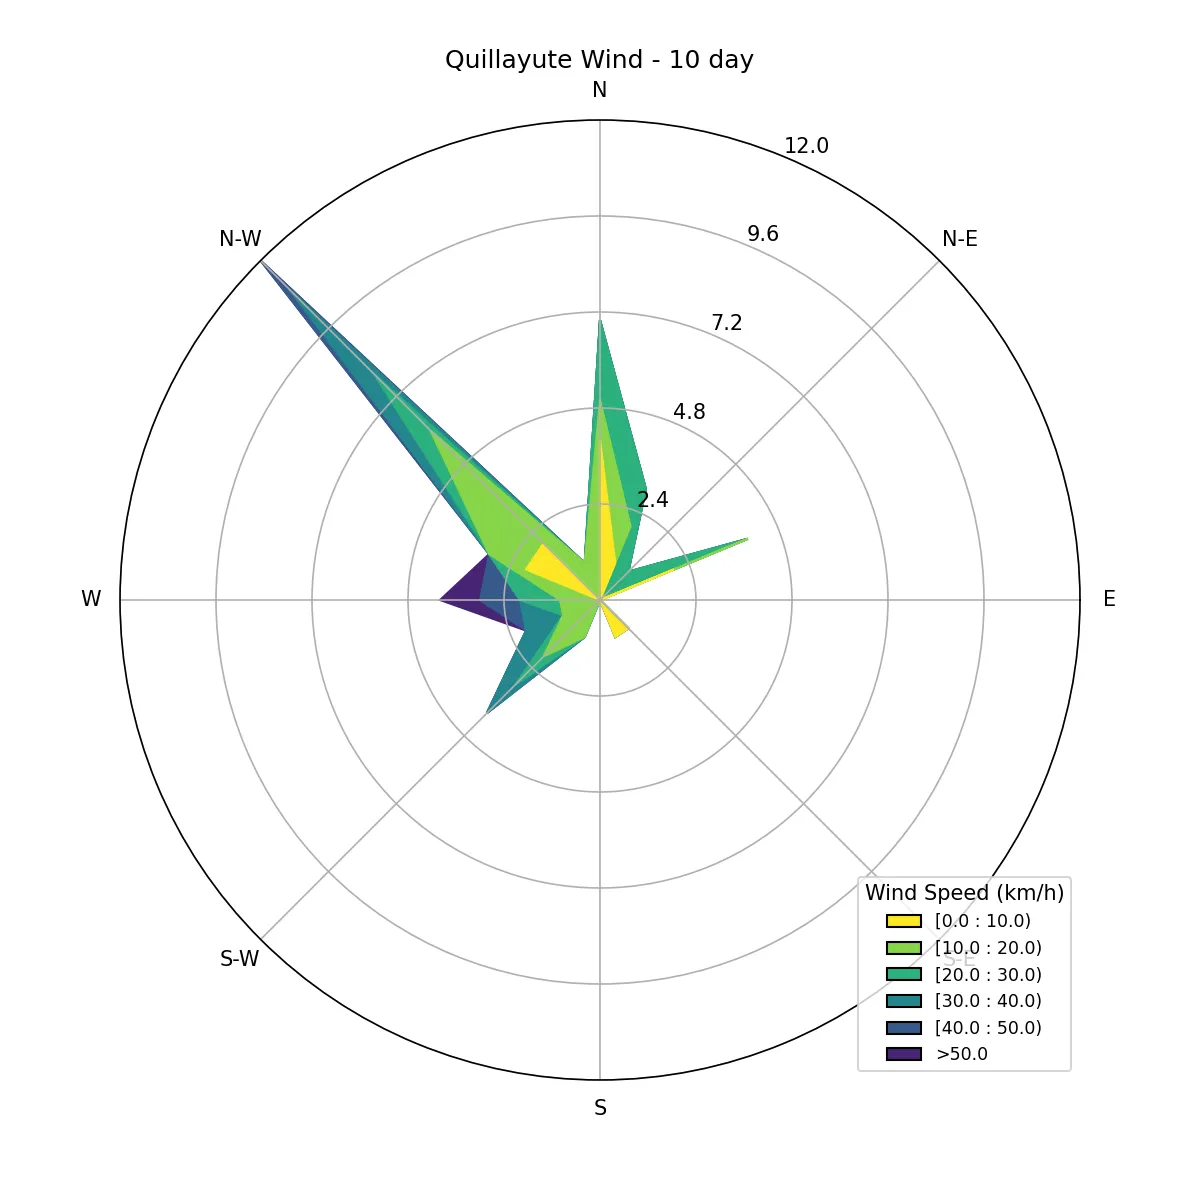 Quillayute Wind - 10 day
N
12.0
N-W
9.6
N-E
7.2
4.8
2.4
W
E
Wind Speed (km/h)
[0.0 : 10.0)
[10.0 : 20.0)
S-W
S-E
[20.0 : 30.0)
[30.0 : 40.0)
[40.0 : 50.0)
>50.0
S